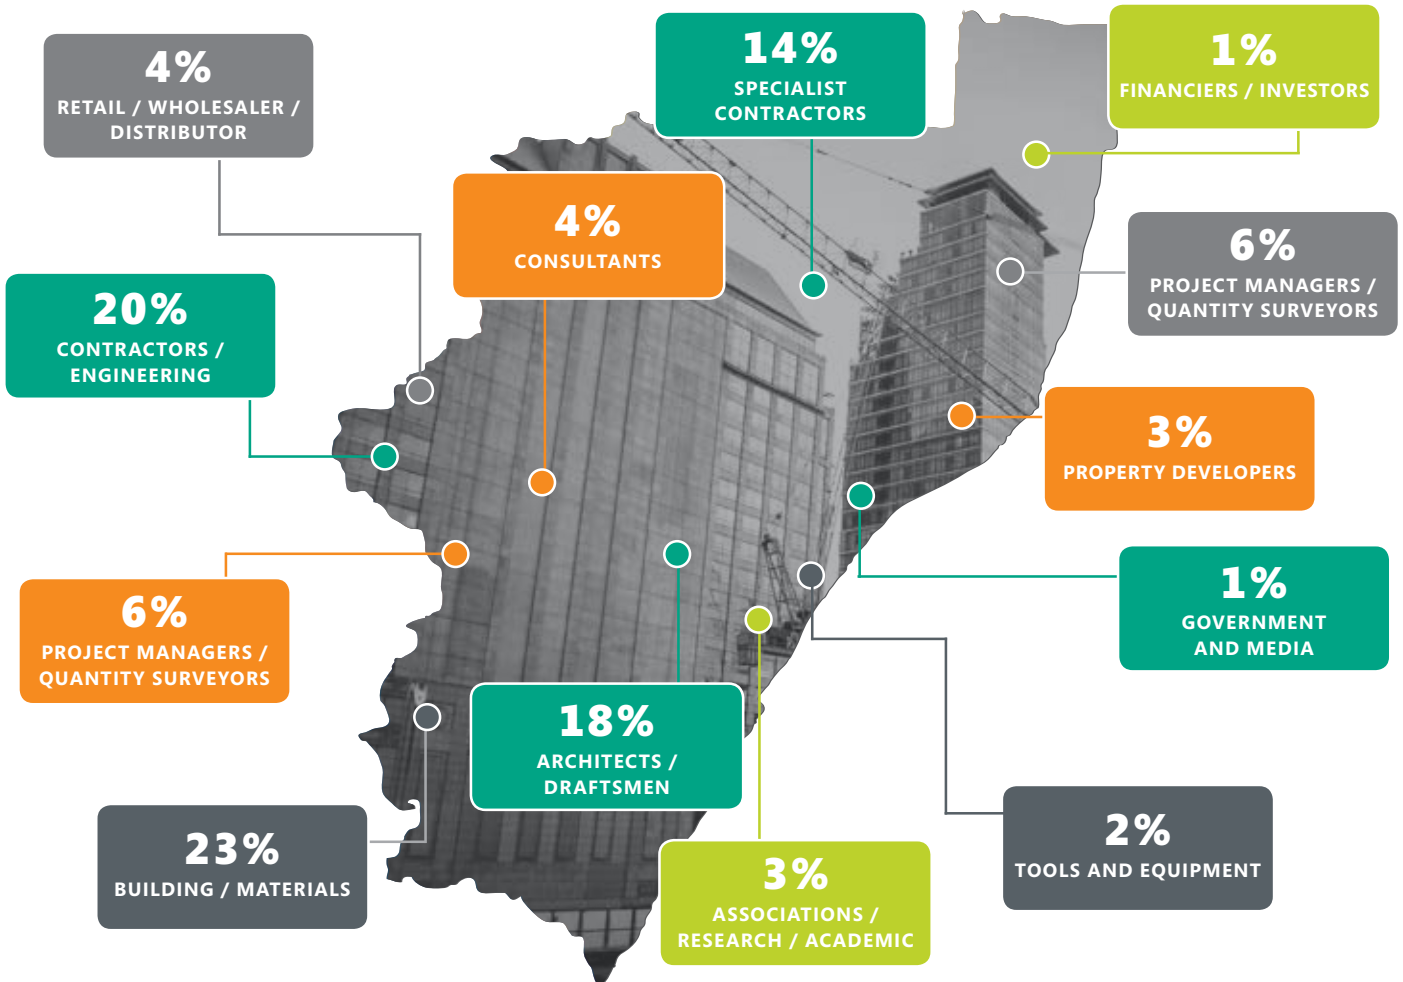 4%
RETAIL / WHOLESALER /
DISTRIBUTOR
14%
SPECIALIST
CONTRACTORS
1%
FINANCIERS / INVESTORS
4%
CONSULTANTS
6%
PROJECT MANAGERS /
QUANTITY SURVEYORS
20%
CONTRACTORS /
ENGINEERING
3%
PROPERTY DEVELOPERS
6%
PROJECT MANAGERS /
QUANTITY SURVEYORS
1%
GOVERNMENT
AND MEDIA
18%
ARCHITECTS /
DRAFTSMEN
23%
BUILDING / MATERIALS
3%
ASSOCIATIONS /
RESEARCH / ACADEMIC
2%
TOOLS AND EQUIPMENT